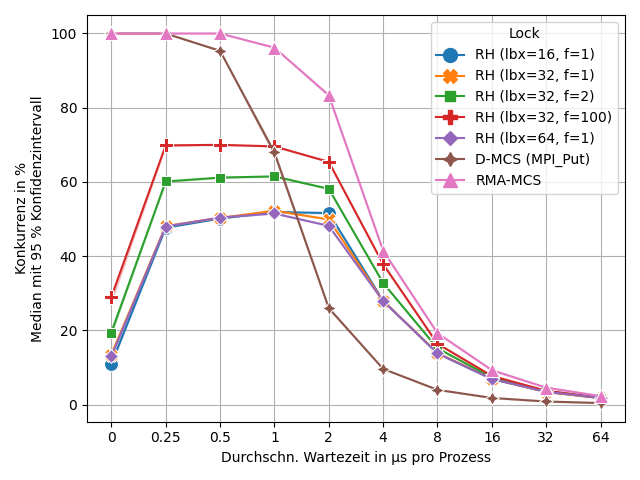 Lock
RH (lbx=16, f=1)
RH (lbx=32, f=1)
RH (lbx=32, f=2)
RH (lbx=32, f=100)
RH (lbx=64, f=1)
D-MCS (MPI_Put)
RMA-MCS
Konkurrenz in %
Median mit 95 % Konfidenzintervall
100
80
60
40
20
0
0 0.25 0.5 1 2 4 8 16 32 64
Durchschn. Wartezeit in µs pro Prozess